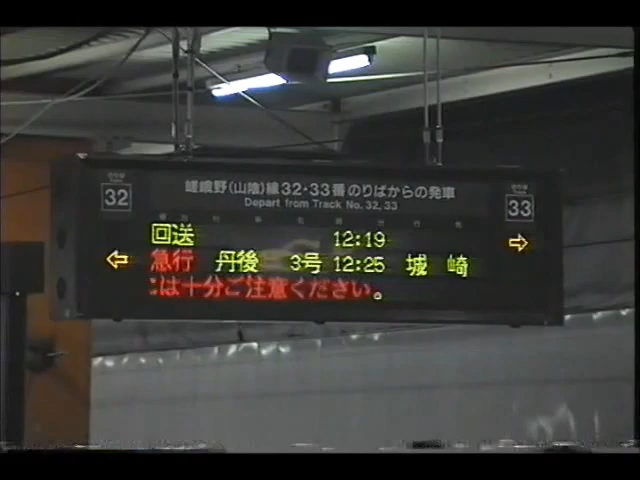 32
嵯峨野(山陰)線32・33番のりばからの発車
Depart from Track No. 32, 33
33
回送 12:19
急行 丹後 3号 12:25 城崎
は十分ご注意ください。